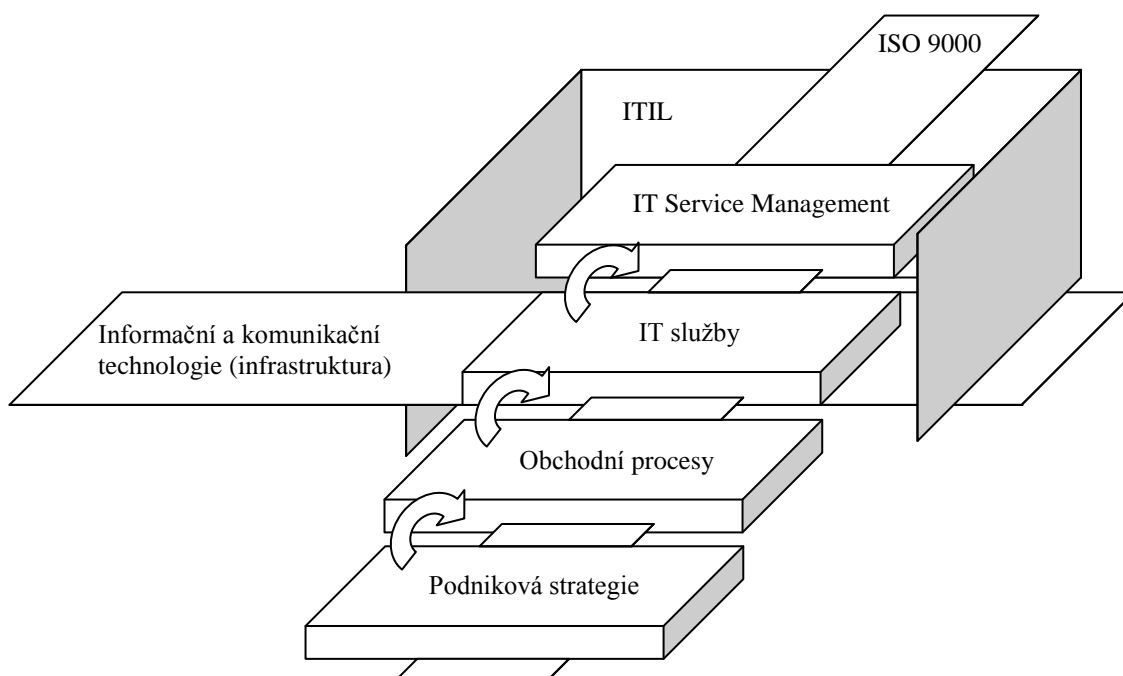 ISO 9000
ITIL
IT Service Management
Informační a komunikační
technologie (infrastruktura)
IT služby
Obchodní procesy
Podniková strategie